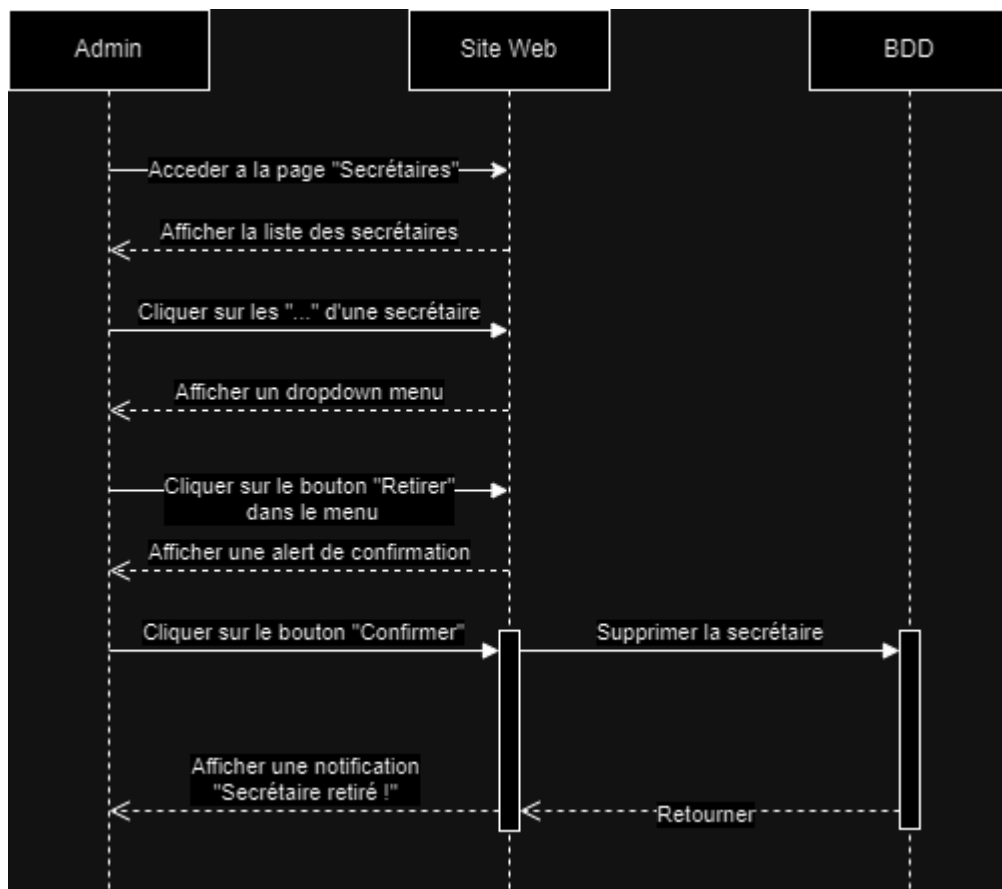 Admin
Site Web
BDD
Acceder a la page "Secrétaires"
Afficher la liste des secrétaires
Cliquer sur les "..." d'une secrétaire
Afficher un dropdown menu
Cliquer sur le bouton "Retirer"
dans le menu
Afficher une alert de confirmation
Cliquer sur le bouton "Confirmer"
Supprimer la secrétaire
Afficher une notification
"Secrétaire retiré !"
Retourner